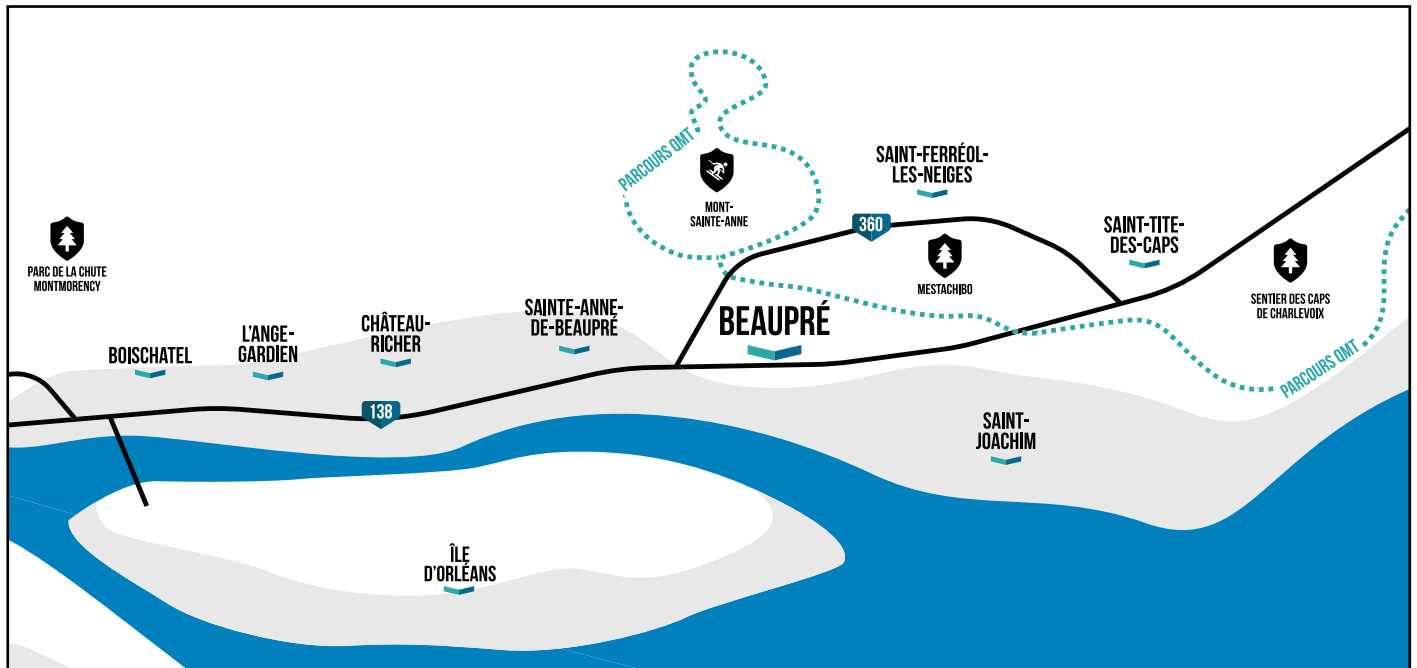 PARCOURS QMT
MONT-
SAINTE-ANNE
SAINT-FERRÉOL-
LES-NEIGES
360
SAINT-TITE-
DES-CAPS
PARC DE LA CHUTE
MONTMORENCY
MESTACHIBO
SENTIER DES CAPS
DE CHARLEVOIX
BOISCHATEL
L'ANGE-
GARDIEN
CHÂTEAU-
RICHER
SAINTE-ANNE-
DE-BEAUPRÉ
BEAUPRÉ
PARCOURS QMT
138
SAINT-
JOACHIM
ÎLE
D'ORLÉANS